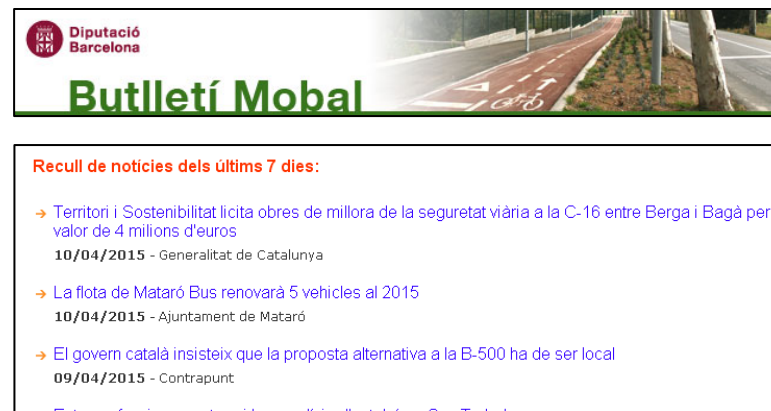 Diputació
Barcelona
Butlletí Mobal
Recull de notícies dels últims 7 dies:
Territori i Sostenibilitat licita obres de millora de la seguretat viària a la C-16 entre Berga i Bagà per
valor de 4 milions d'euros
10/04/2015 - Generalitat de Catalunya
La flota de Mataró Bus renovarà 5 vehicles al 2015
10/04/2015 - Ajuntament de Mataró
El govern català insisteix que la proposta alternativa a la B-500 ha de ser local
09/04/2015 - Contrapunt